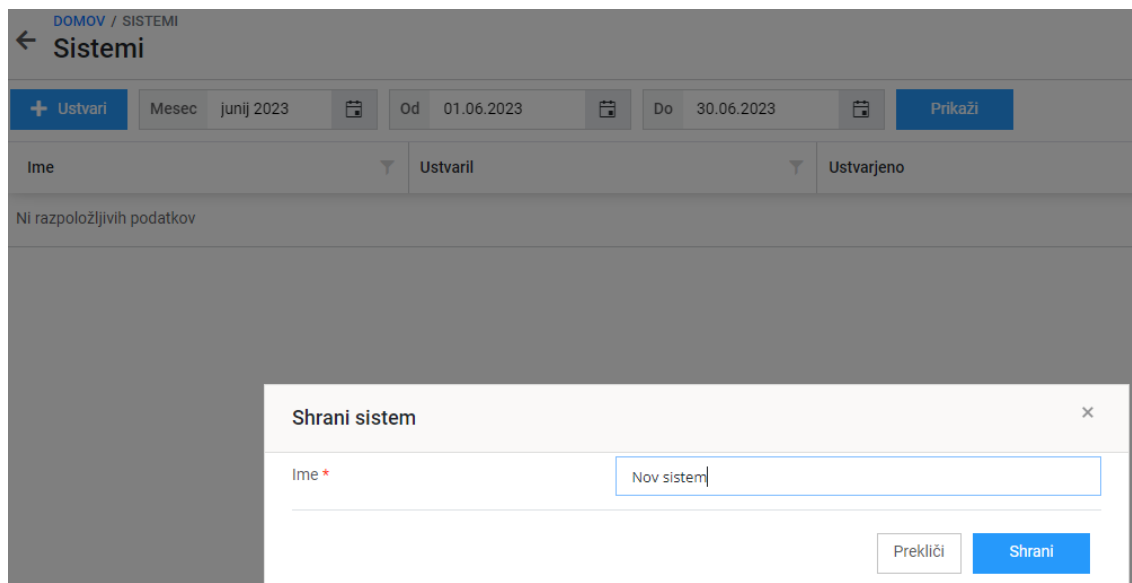 DOMOV / SISTEMI
Sistemi
Ustvari Mesec junij 2023 Od 01.06.2023 Do 30.06.2023 Prikaži
Ime Ustvaril Ustvarjeno
Ni razpoložljivih podatkov
Shrani sistem
Ime * Nov sistem
Prekliči Shrani